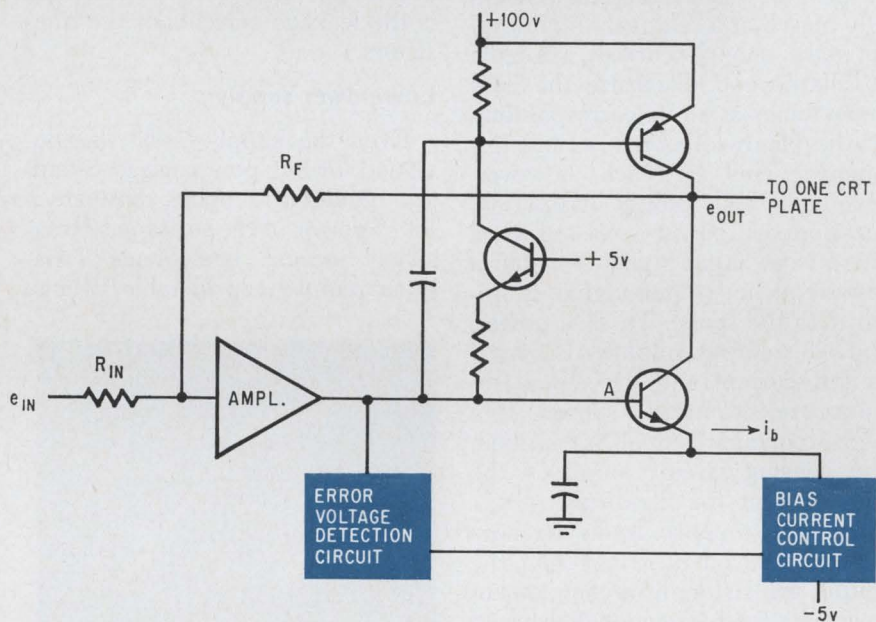 +100v
R_F
TO ONE CRT
PLATE
e_OUT
+ 5v
R_IN
e_IN
AMPL.
A
i_b
ERROR
VOLTAGE
DETECTION
CIRCUIT
BIAS
CURRENT
CONTROL
CIRCUIT
-5v